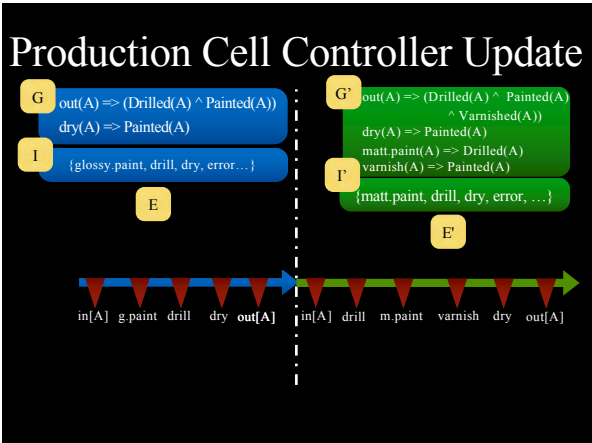 Production Cell Controller Update
G
out(A) => (Drilled(A) ^ Painted(A))
dry(A) => Painted(A)
I
{glossy.paint, drill, dry, error…}
E
G’
out(A) => (Drilled(A) ^ Painted(A)
^ Varnished(A))
dry(A) => Painted(A)
matt.paint(A) => Drilled(A)
varnish(A) => Painted(A)
I’
{matt.paint, drill, dry, error, …}
E'
in[A] g.paint drill dry out[A] in[A] drill m.paint varnish dry out[A]